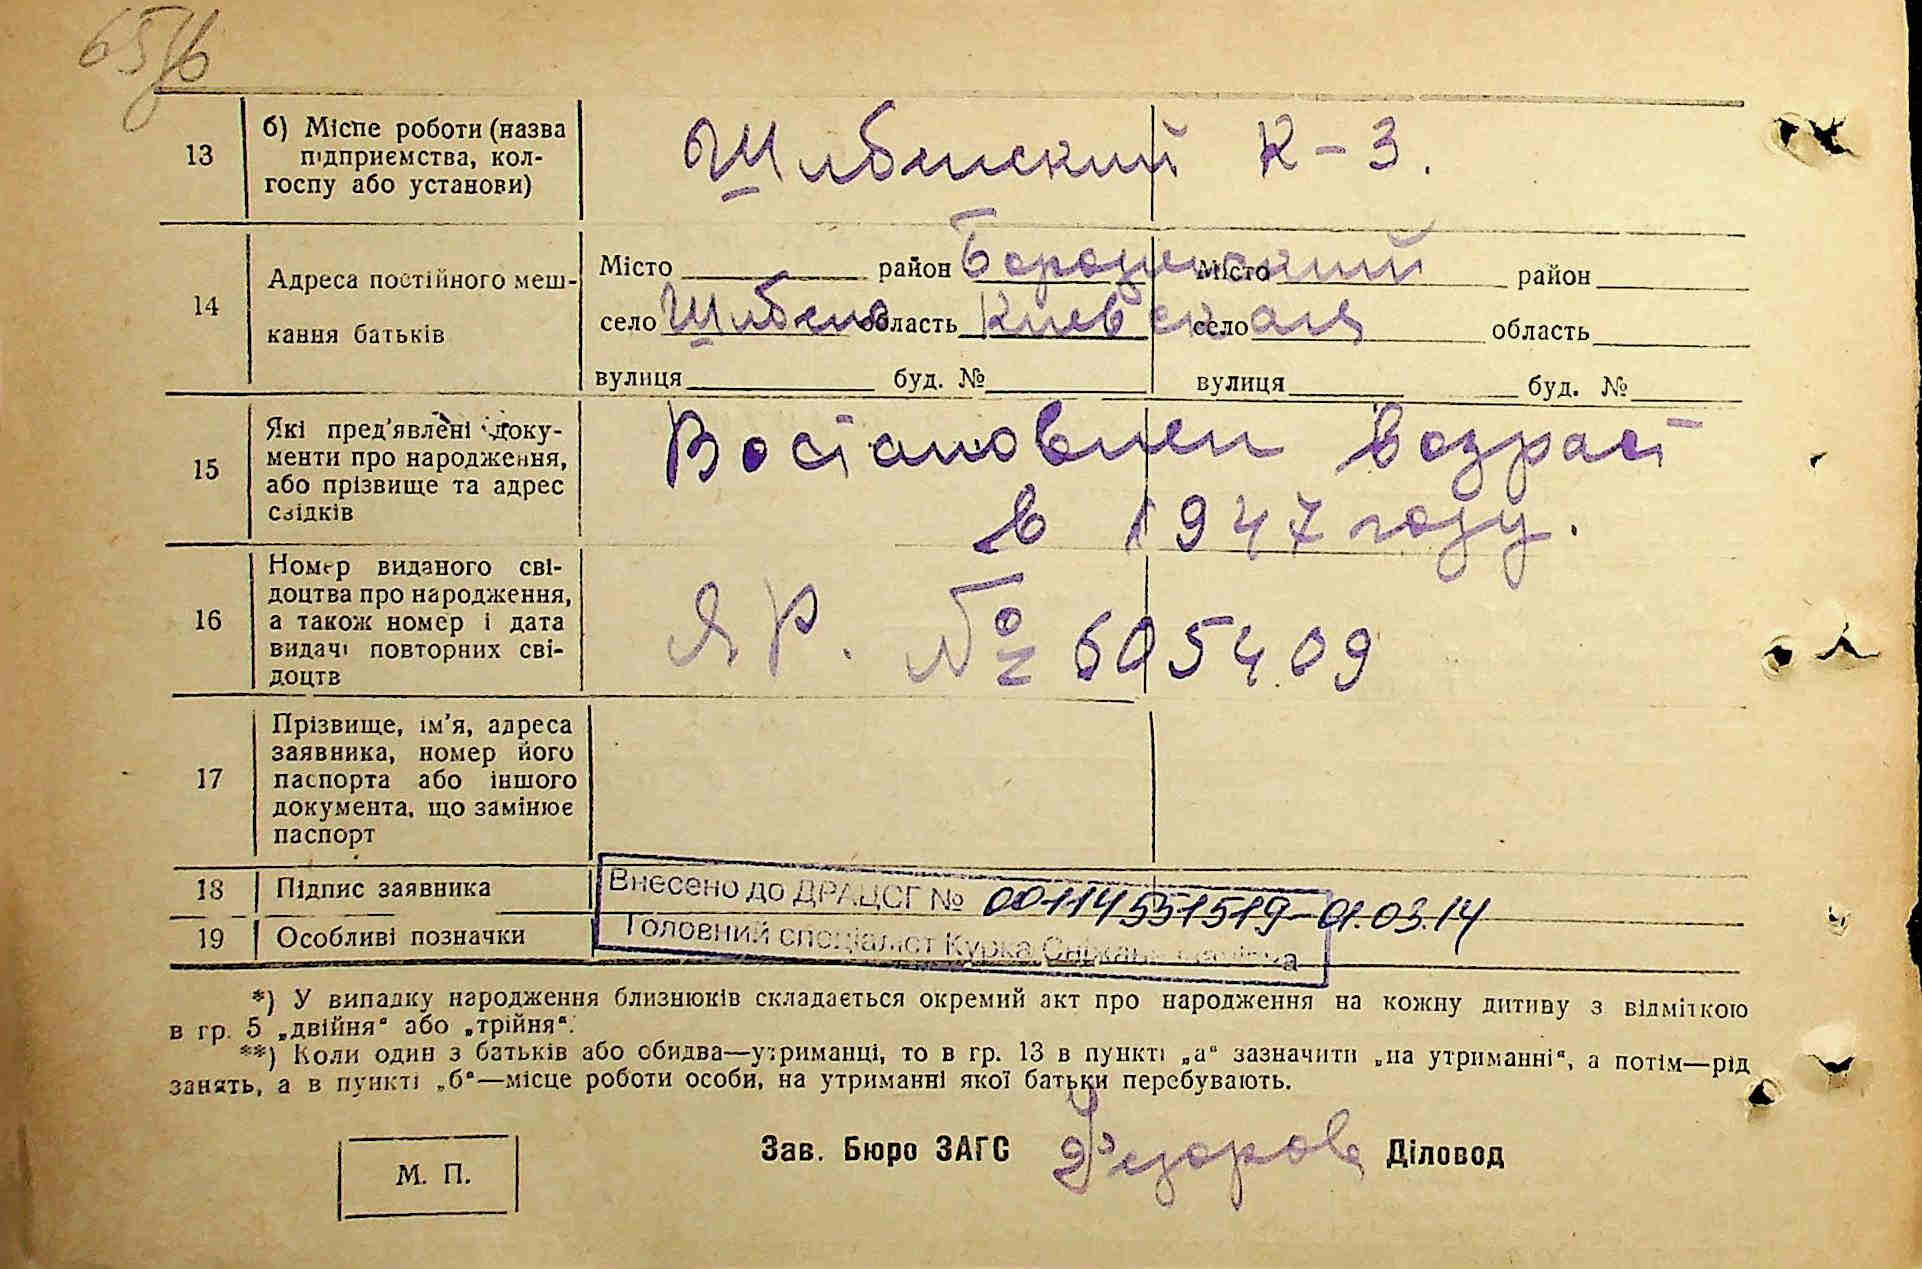 65зв
13
б) Місце роботи (назва
підприємства, кол-
госпу або установи)
Шибенский К-З.
14
Адреса постійного меш-
кання батьків
Місто район Бородянский Місто район
село Шибене область Киевская село область
вулиця буд. № вулиця буд. №
15
Які пред'явлені доку-
менти про народження,
або прізвище та адрес
свідків
Востановлен возраст
в 1947 году.
16
Номер виданого сві-
доцтва про народження,
а також номер і дата
видачі повторних сві-
доцтв
ЯР. № 605409
17
Прізвище, ім'я, адреса
заявника, номер його
паспорта або іншого
документа, що замінює
паспорт
18 Підпис заявника
Внесено до ДРАЦСГ № 00114551519-01.03.14
19 Особливі позначки
Головний спеціаліст Курка Сніжана
*) У випадку народження близнюків складається окремий акт про народження на кожну дитину з відміткою
в гр. 5 „двійня“ або „трійня“.
**) Коли один з батьків або обидва—утриманці, то в гр. 13 в пункті „а“ зазначити „на утриманні“, а потім—рід
занять, а в пункті „б“—місце роботи особи, на утриманні якої батьки перебувають.
М. П.
Зав. Бюро ЗАГС Федорова Діловод